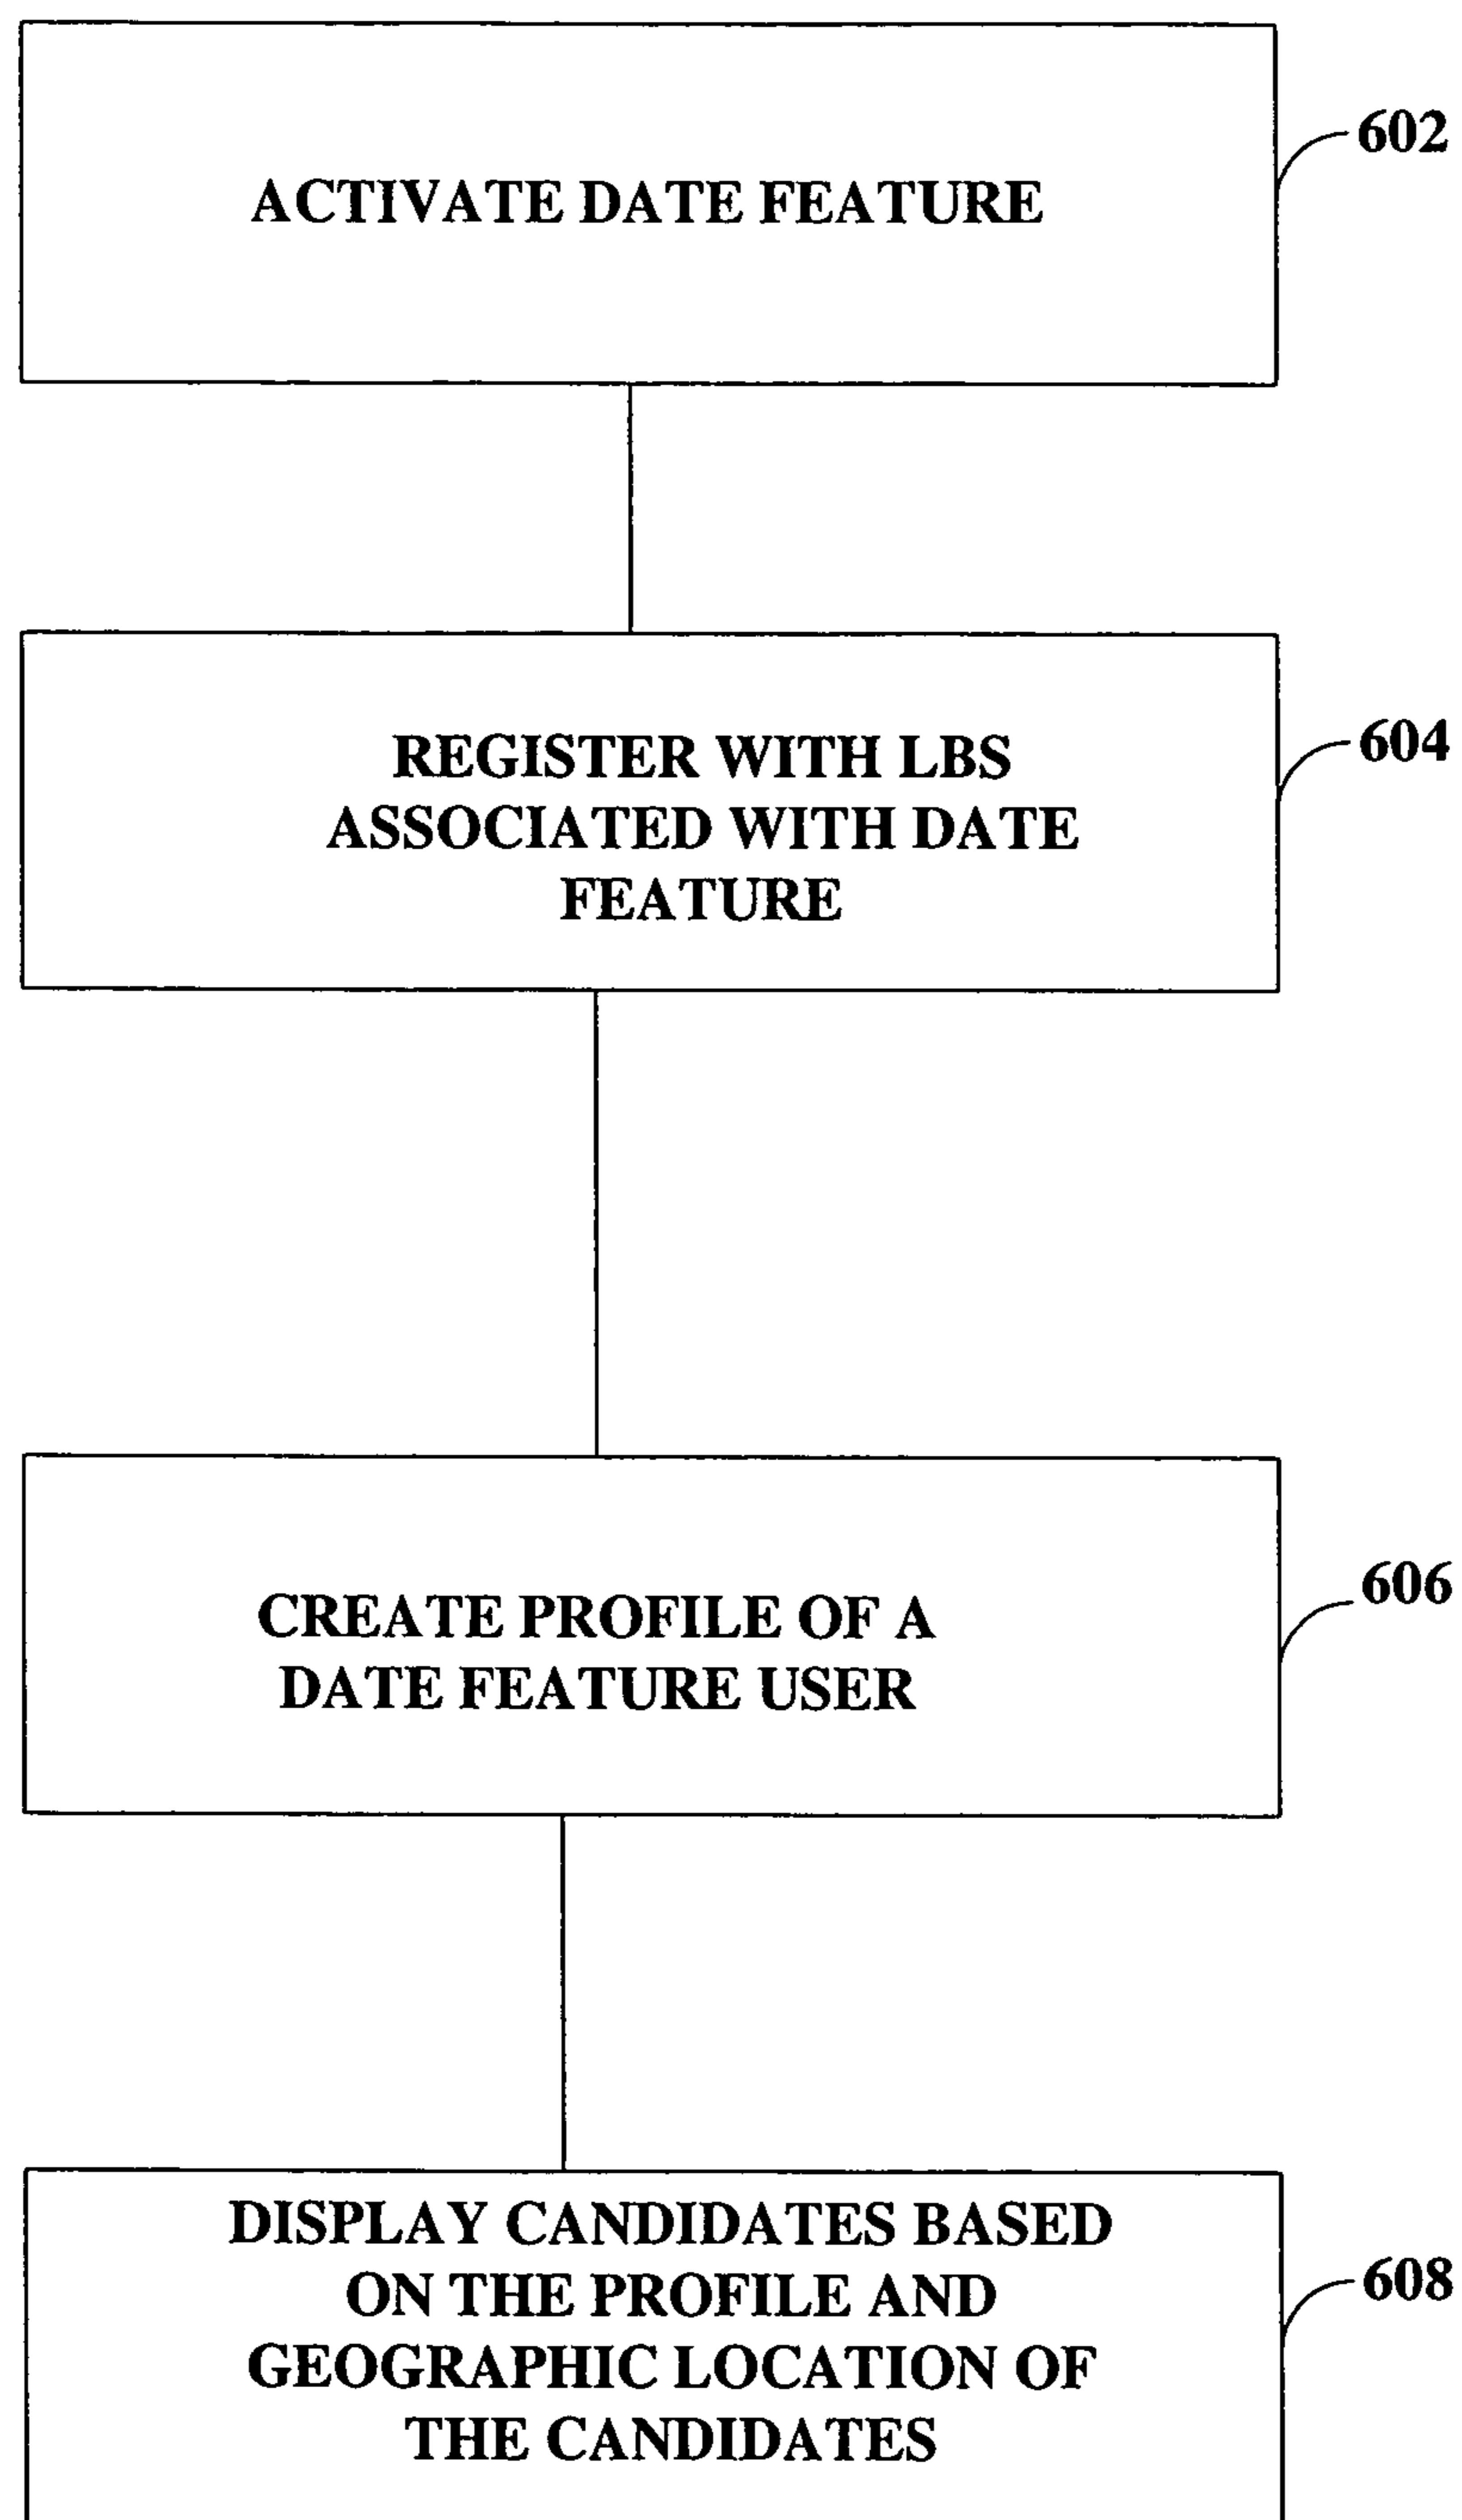 ACTIVATE DATE FEATURE
602
REGISTER WITH LBS
ASSOCIATED WITH DATE
FEATURE
604
CREATE PROFILE OF A
DATE FEATURE USER
606
DISPLAY CANDIDATES BASED
ON THE PROFILE AND
GEOGRAPHIC LOCATION OF
THE CANDIDATES
608